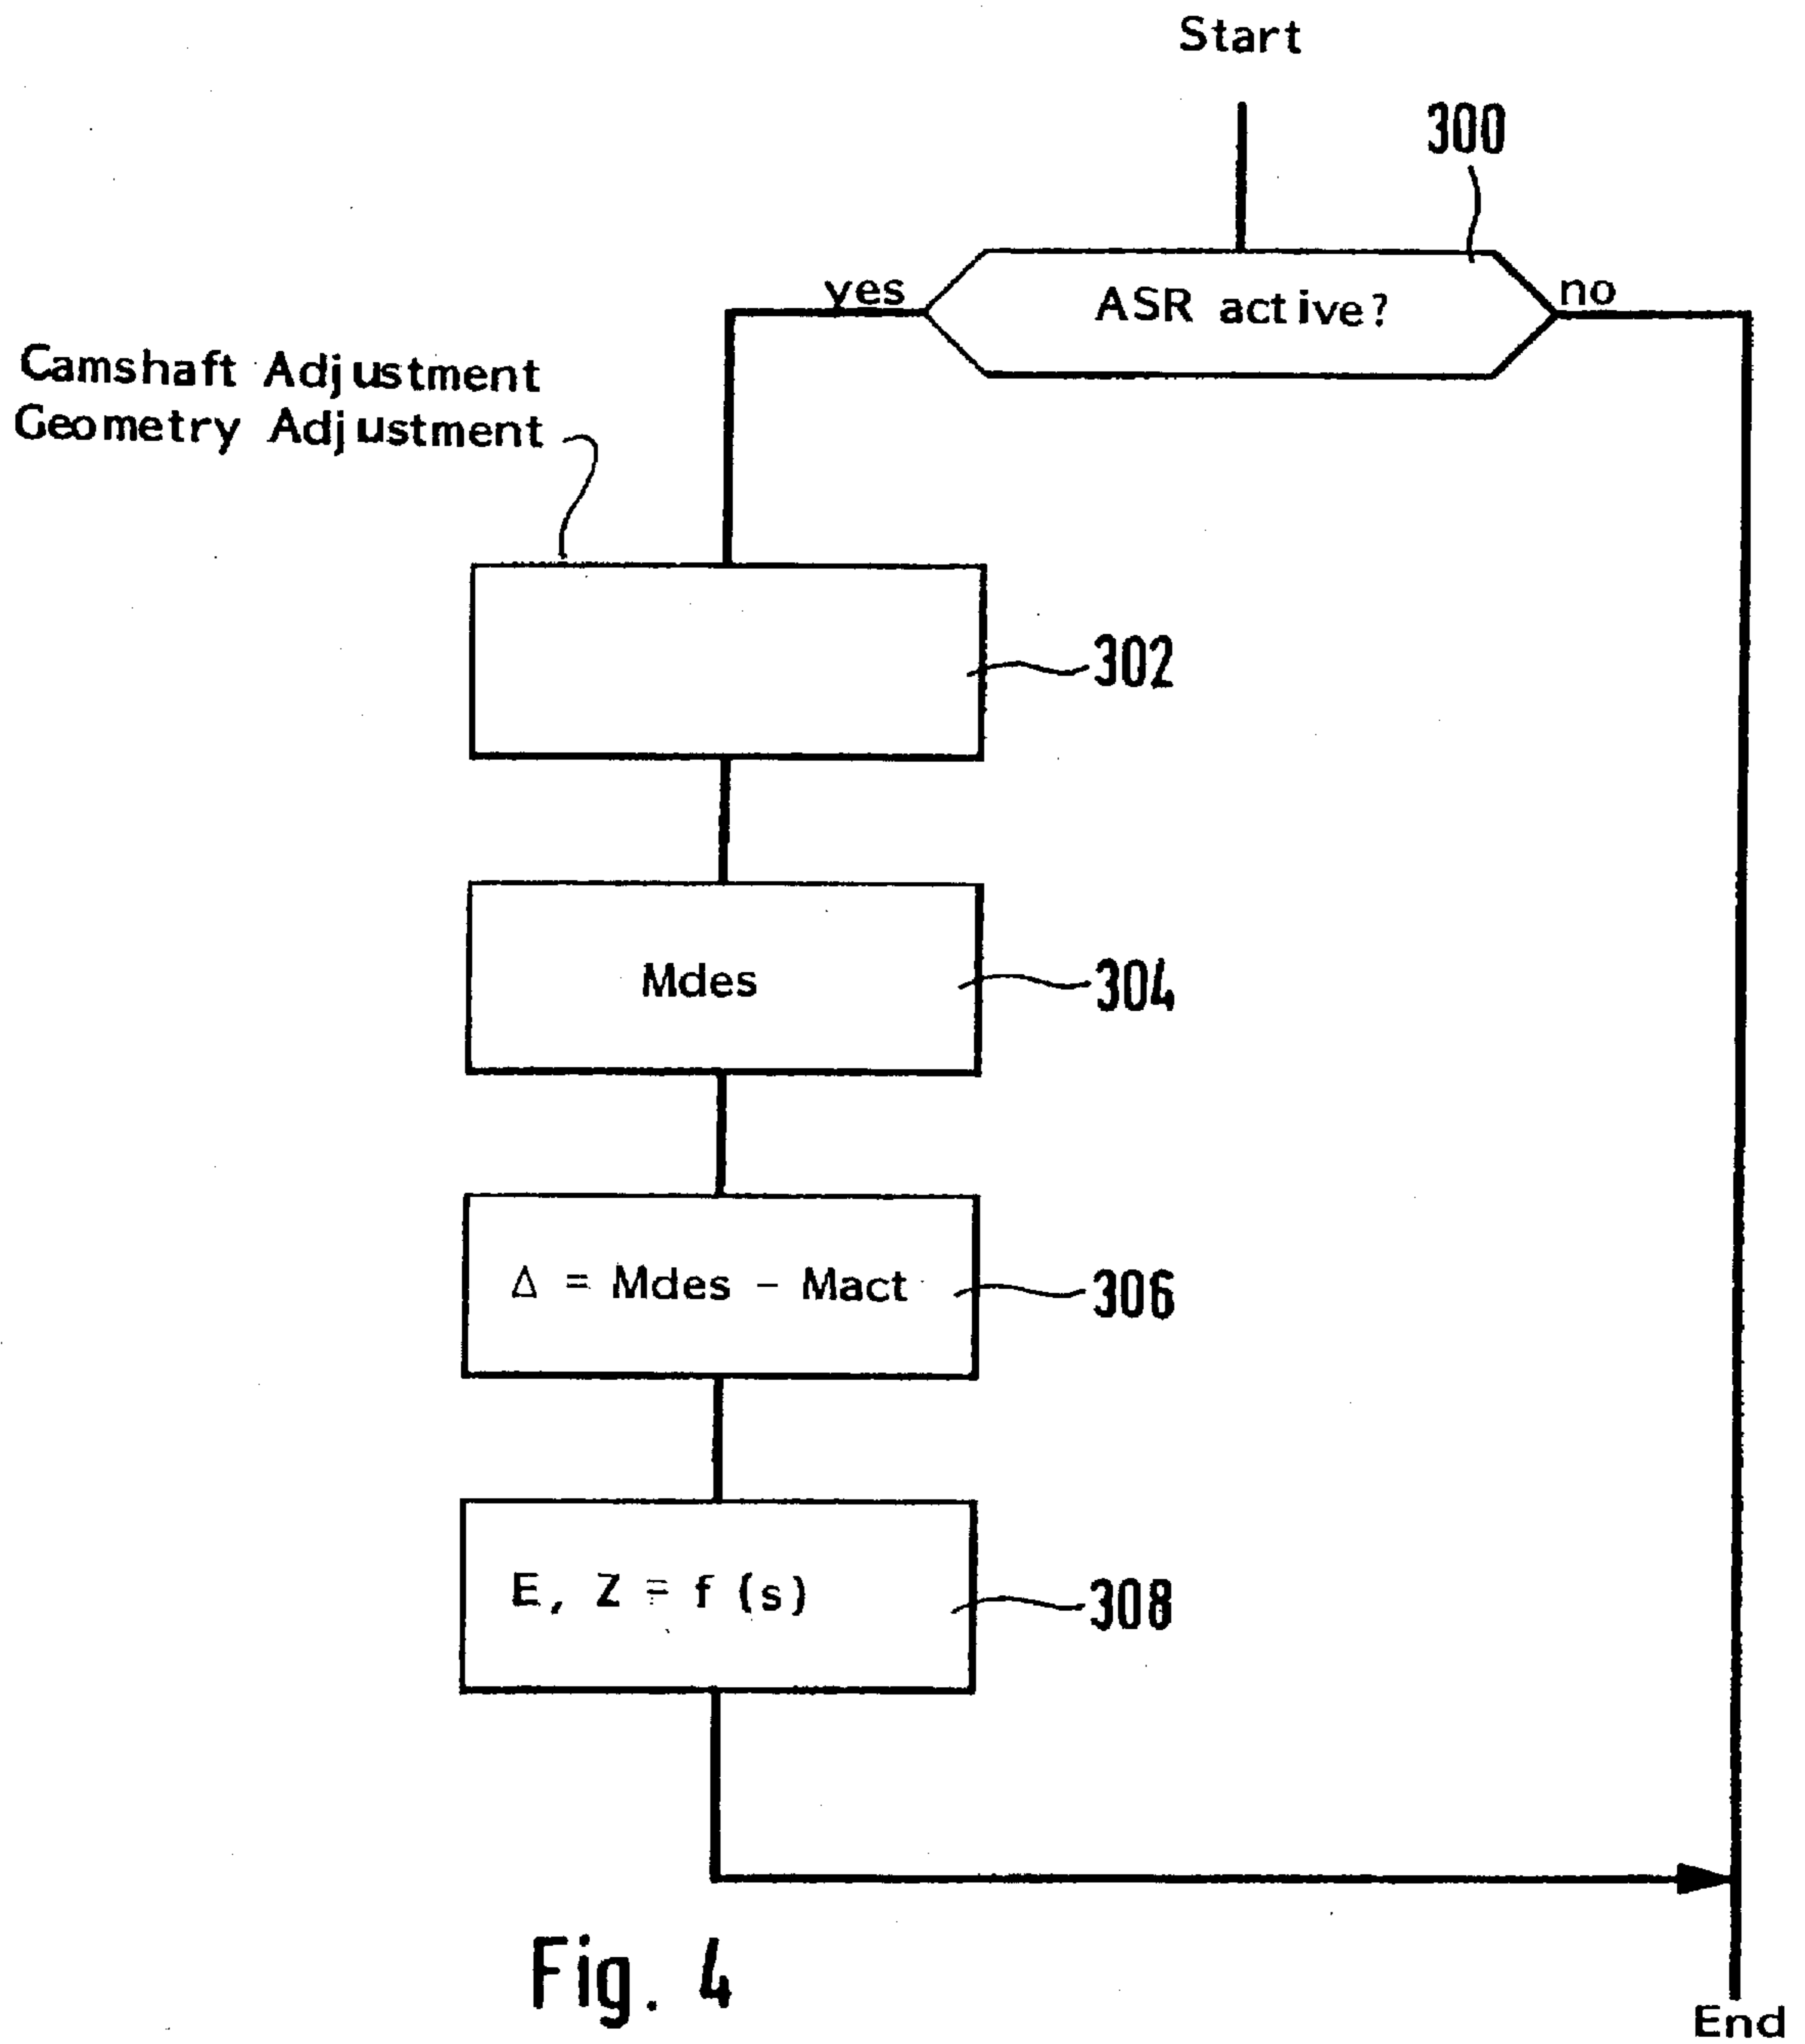 Start
300
yes
ASR active?
no
Camshaft Adjustment
Geometry Adjustment
302
Mdes
304
Δ = Mdes - Mact
306
E, Z = f (s)
308
Fig. 4
End